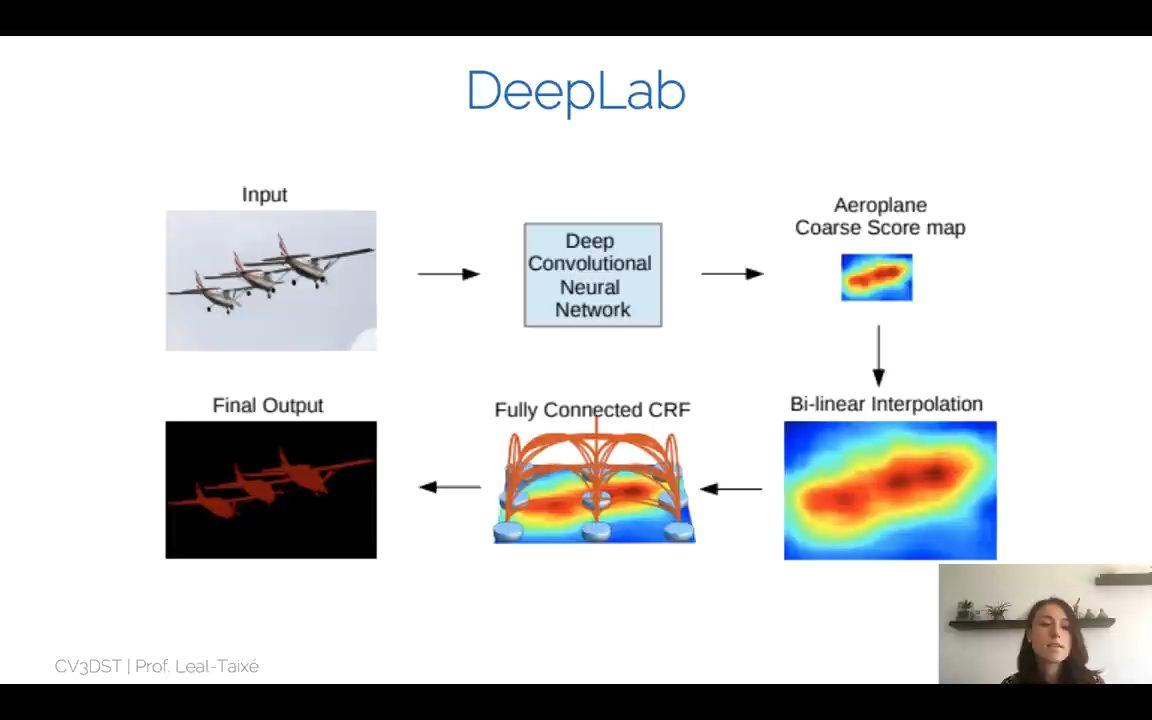 DeepLab
Input
Deep
Convolutional
Neural
Network
Aeroplane
Coarse Score map
Final Output
Fully Connected CRF
Bi-linear Interpolation
CV3DST | Prof. Leal-Taixé